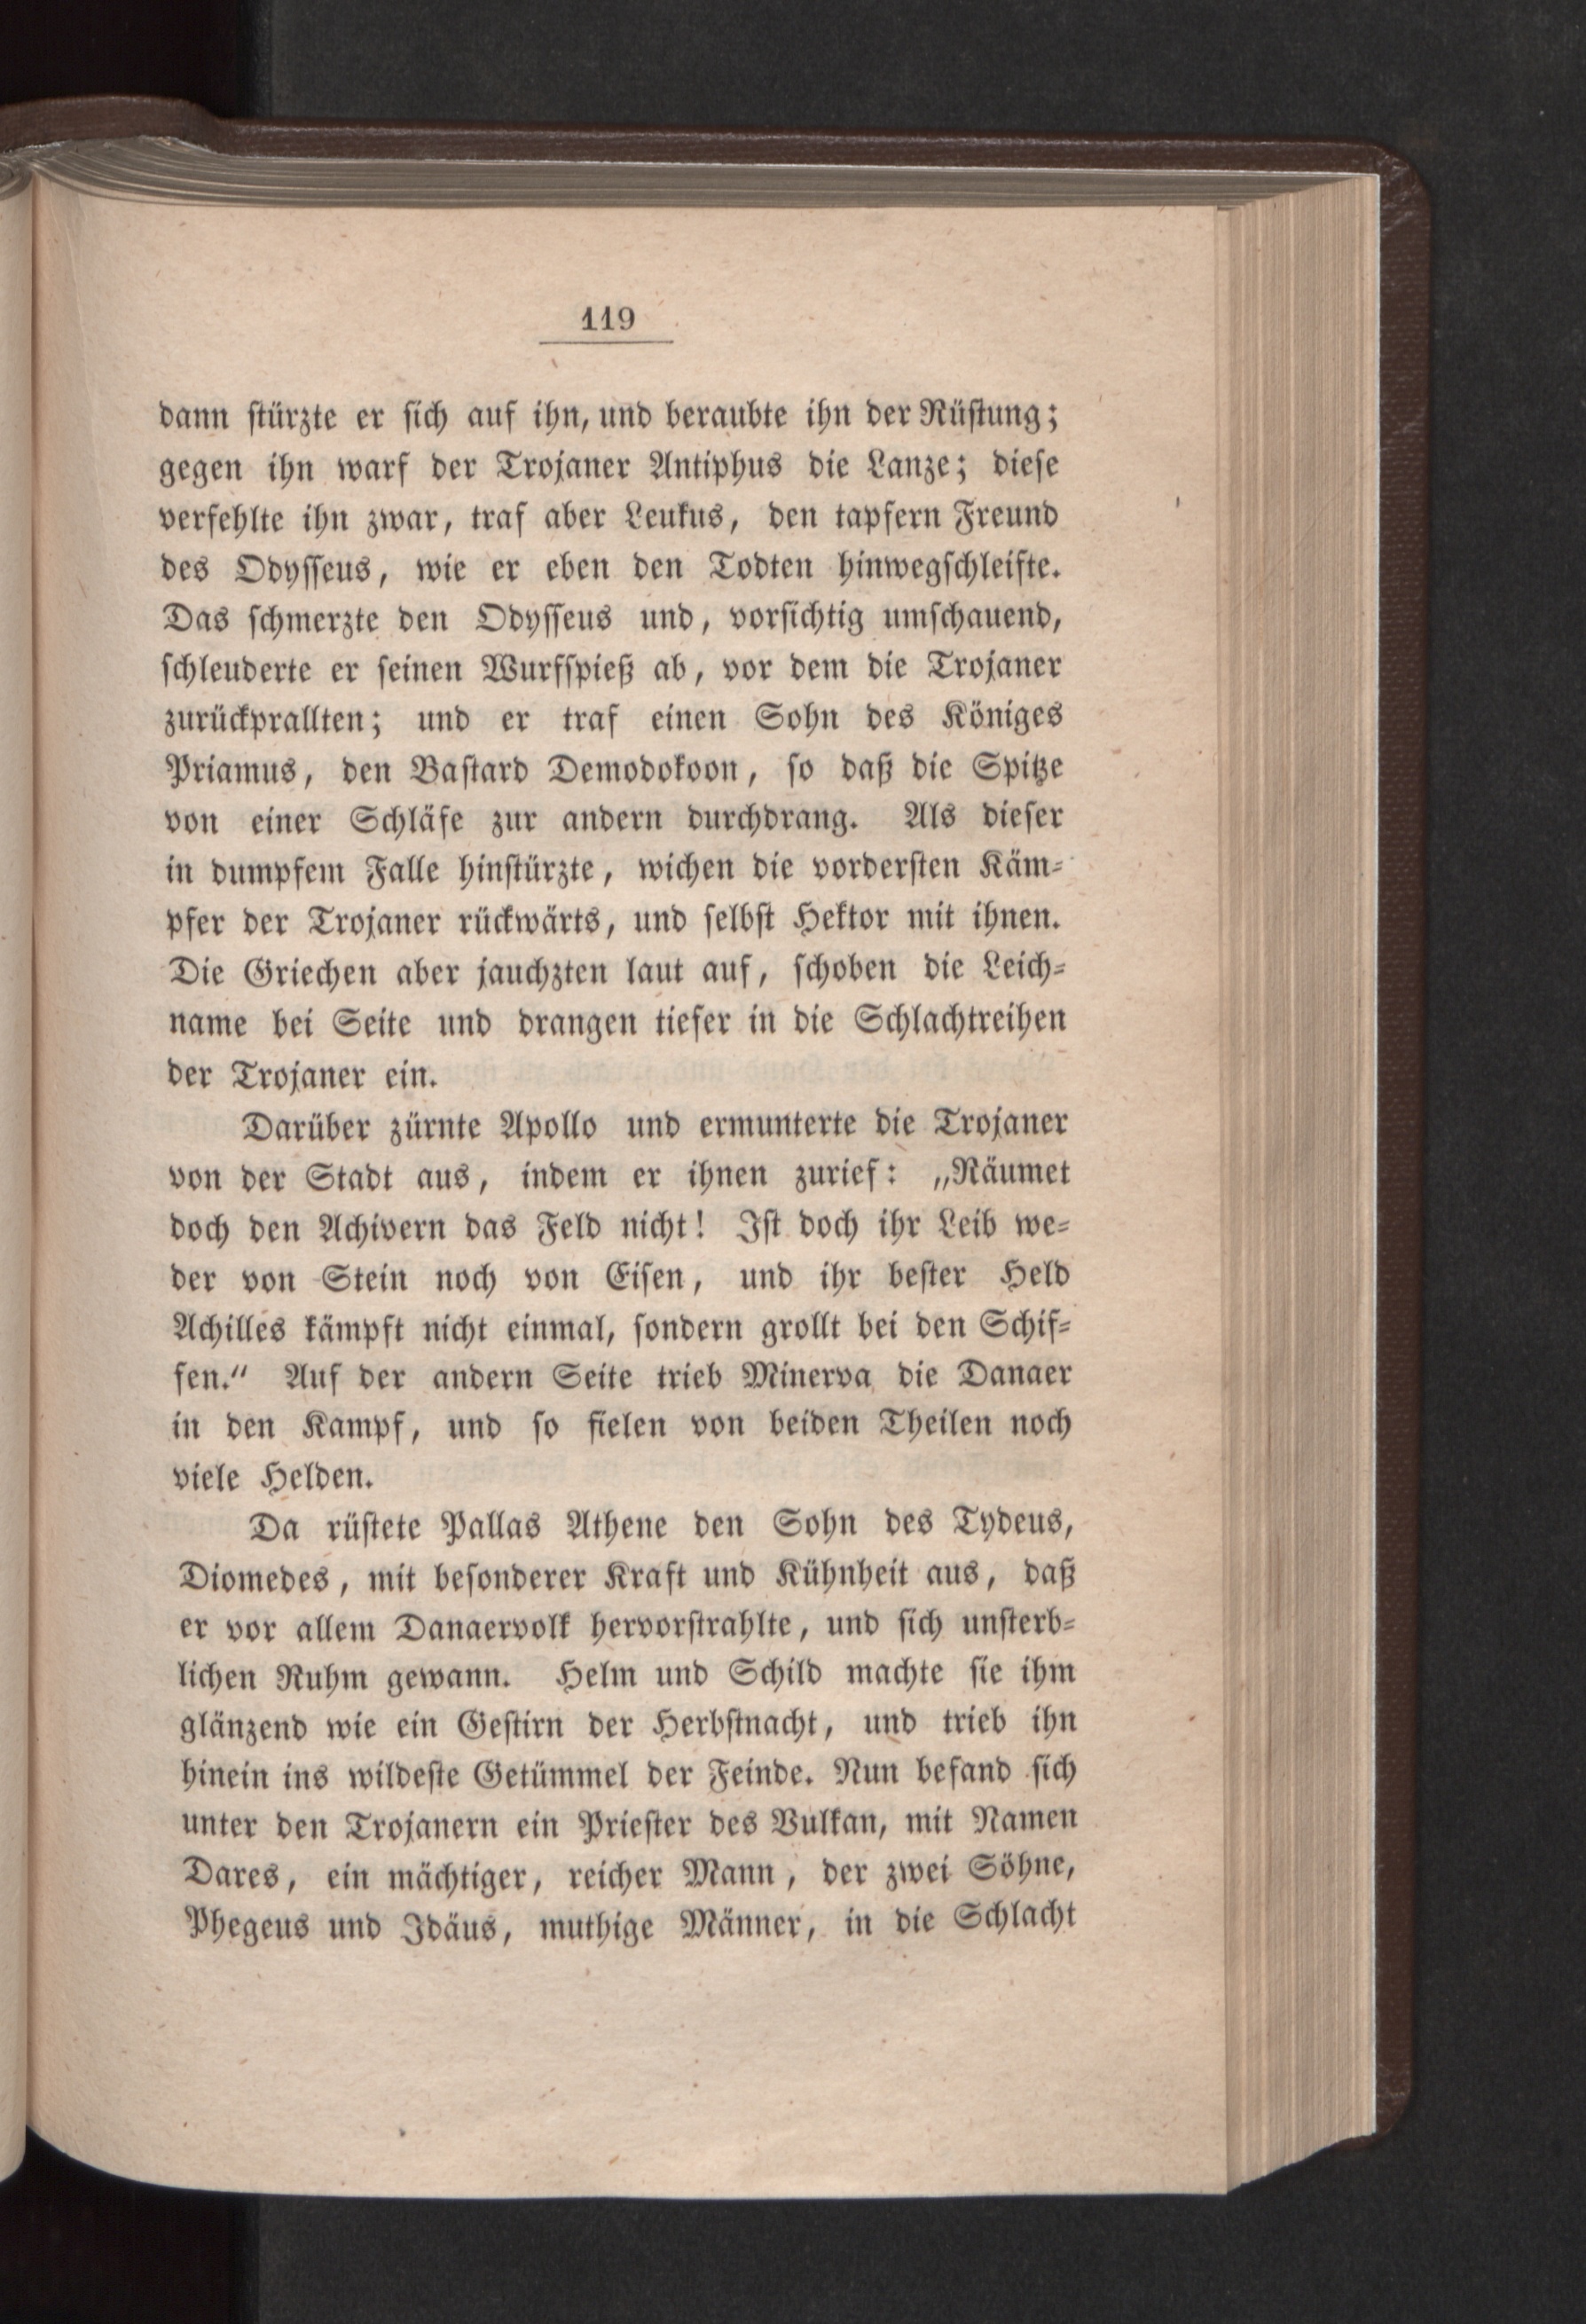 119
dann stürzte er sich auf ihn, und beraubte ihn der Rüstung;
gegen ihn warf der Trojaner Antiphus die Lanze; diese
verfehlte ihn zwar, traf aber Leukus, den tapfern Freund
des Odysseus, wie er eben den Todten hinwegschleifte.
Das schmerzte den Odysseus und, vorsichtig umschauend,
schleuderte er seinen Wurfspieß ab, vor dem die Trojaner
zurückprallten; und er traf einen Sohn des Königes
Priamus, den Bastard Demodokoon, so daß die Spitze
von einer Schläfe zur andern durchdrang. Als dieser
in dumpfem Falle hinstürzte, wichen die vordersten Käm-
pfer der Trojaner rückwärts, und selbst Hektor mit ihnen.
Die Griechen aber jauchzten laut auf, schoben die Leich-
name bei Seite und drangen tiefer in die Schlachtreihen
der Trojaner ein.
Darüber zürnte Apollo und ermunterte die Trojaner
von der Stadt aus, indem er ihnen zurief: „Räumet
doch den Achivern das Feld nicht! Ist doch ihr Leib we-
der von Stein noch von Eisen, und ihr bester Held
Achilles kämpft nicht einmal, sondern grollt bei den Schif-
fen.“ Auf der andern Seite trieb Minerva die Danaer
in den Kampf, und so fielen von beiden Theilen noch
viele Helden.
Da rüstete Pallas Athene den Sohn des Tydeus,
Diomedes, mit besonderer Kraft und Kühnheit aus, daß
er vor allem Danaervolk hervorstrahlte, und sich unsterb-
lichen Ruhm gewann. Helm und Schild machte sie ihm
glänzend wie ein Gestirn der Herbstnacht, und trieb ihn
hinein ins wildeste Getümmel der Feinde. Nun befand sich
unter den Trojanern ein Priester des Vulkan, mit Namen
Dares, ein mächtiger, reicher Mann, der zwei Söhne,
Phegeus und Idäus, muthige Männer, in die Schlacht